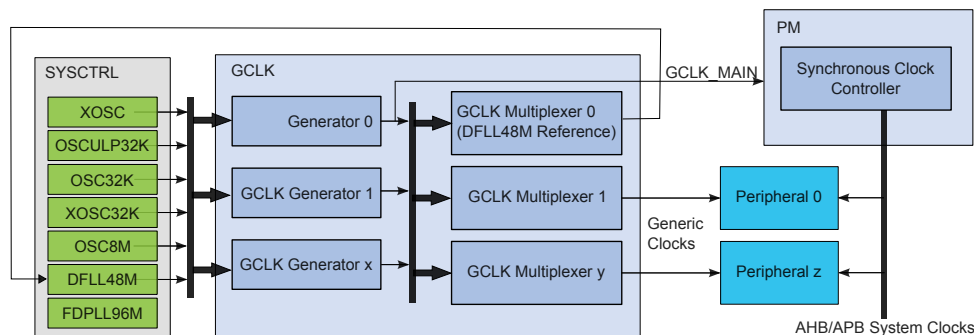 PM
SYSCTRL
GCLK
GCLK_MAIN
Synchronous Clock
Controller
XOSC
OSCULP32K
OSC32K
XOSC32K
OSC8M
DFLL48M
FDPLL96M
Generator 0
GCLK Generator 1
GCLK Generator x
GCLK Multiplexer 0
(DFLL48M Reference)
GCLK Multiplexer 1
GCLK Multiplexer y
Generic
Clocks
Peripheral 0
Peripheral z
AHB/APB System Clocks